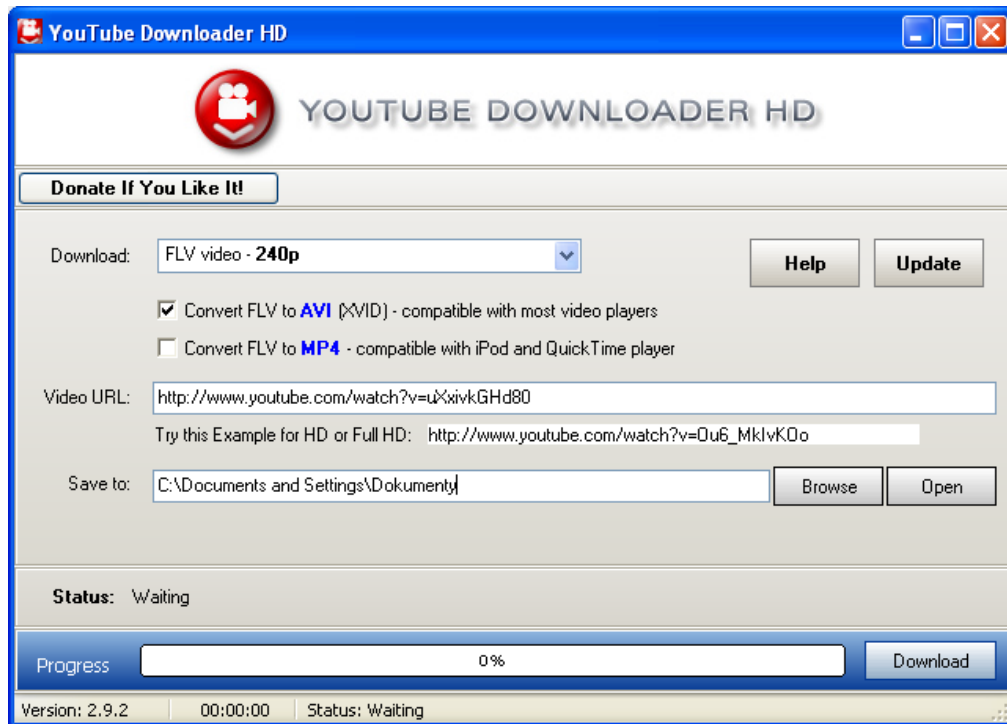 YouTube Downloader HD
YOUTUBE DOWNLOADER HD
Donate If You Like It!
Download: FLV video - 240p
Help Update
Convert FLV to AVI (XVID) - compatible with most video players
Convert FLV to MP4 - compatible with iPod and QuickTime player
Video URL: http://www.youtube.com/watch?v=uXxivkGHd80
Try this Example for HD or Full HD: http://www.youtube.com/watch?v=Ou6_MkIvKOo
Save to: C:\Documents and Settings\Dokumenty
Browse Open
Status: Waiting
Progress 0% Download
Version: 2.9.2 00:00:00 Status: Waiting